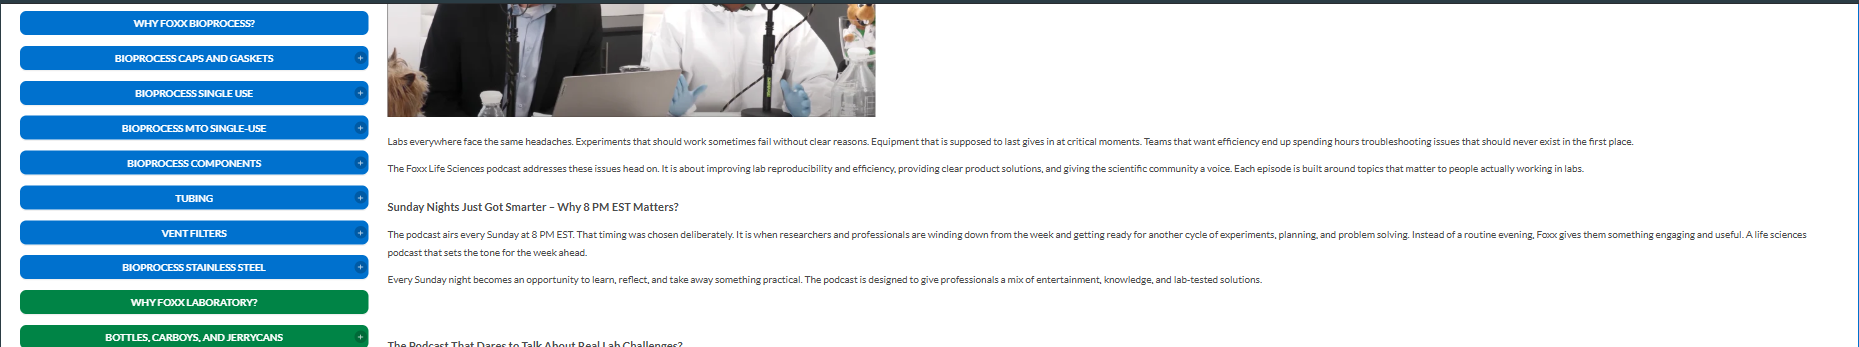 WHY FOXX BIOPROCESS?
BIOPROCESS CAPS AND GASKETS
BIOPROCESS SINGLE USE
BIOPROCESS MTO SINGLE-USE
BIOPROCESS COMPONENTS
TUBING
VENT FILTERS
BIOPROCESS STAINLESS STEEL
WHY FOXX LABORATORY?
BOTTLES, CARBOYS, AND JERRYCANS
Labs everywhere face the same headaches. Experiments that should work sometimes fail without clear reasons. Equipment that is supposed to last gives in at critical moments. Teams that want efficiency end up spending hours troubleshooting issues that should never exist in the first place.
The Foxx Life Sciences podcast addresses these issues head on. It is about improving lab reproducibility and efficiency, providing clear product solutions, and giving the scientific community a voice. Each episode is built around topics that matter to people actually working in labs.
Sunday Nights Just Got Smarter – Why 8 PM EST Matters?
The podcast airs every Sunday at 8 PM EST. That timing was chosen deliberately. It is when researchers and professionals are winding down from the week and getting ready for another cycle of experiments, planning, and problem solving. Instead of a routine evening, Foxx gives them something engaging and useful. A life sciences
podcast that sets the tone for the week ahead.
Every Sunday night becomes an opportunity to learn, reflect, and take away something practical. The podcast is designed to give professionals a mix of entertainment, knowledge, and lab-tested solutions.
The Podcast That Dares to Talk About Real Lab Challenges?